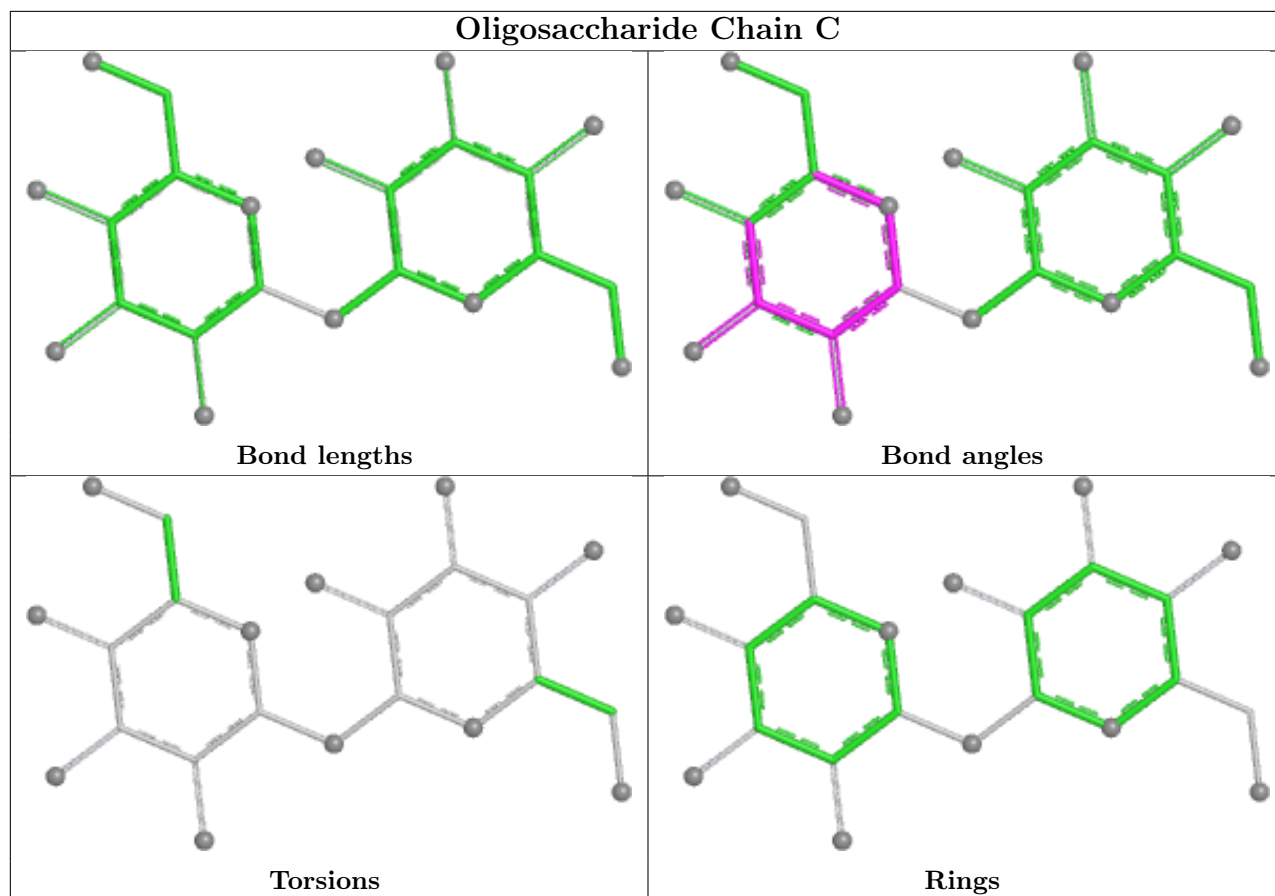 Oligosaccharide Chain C
Bond lengths
Bond angles
Torsions
Rings